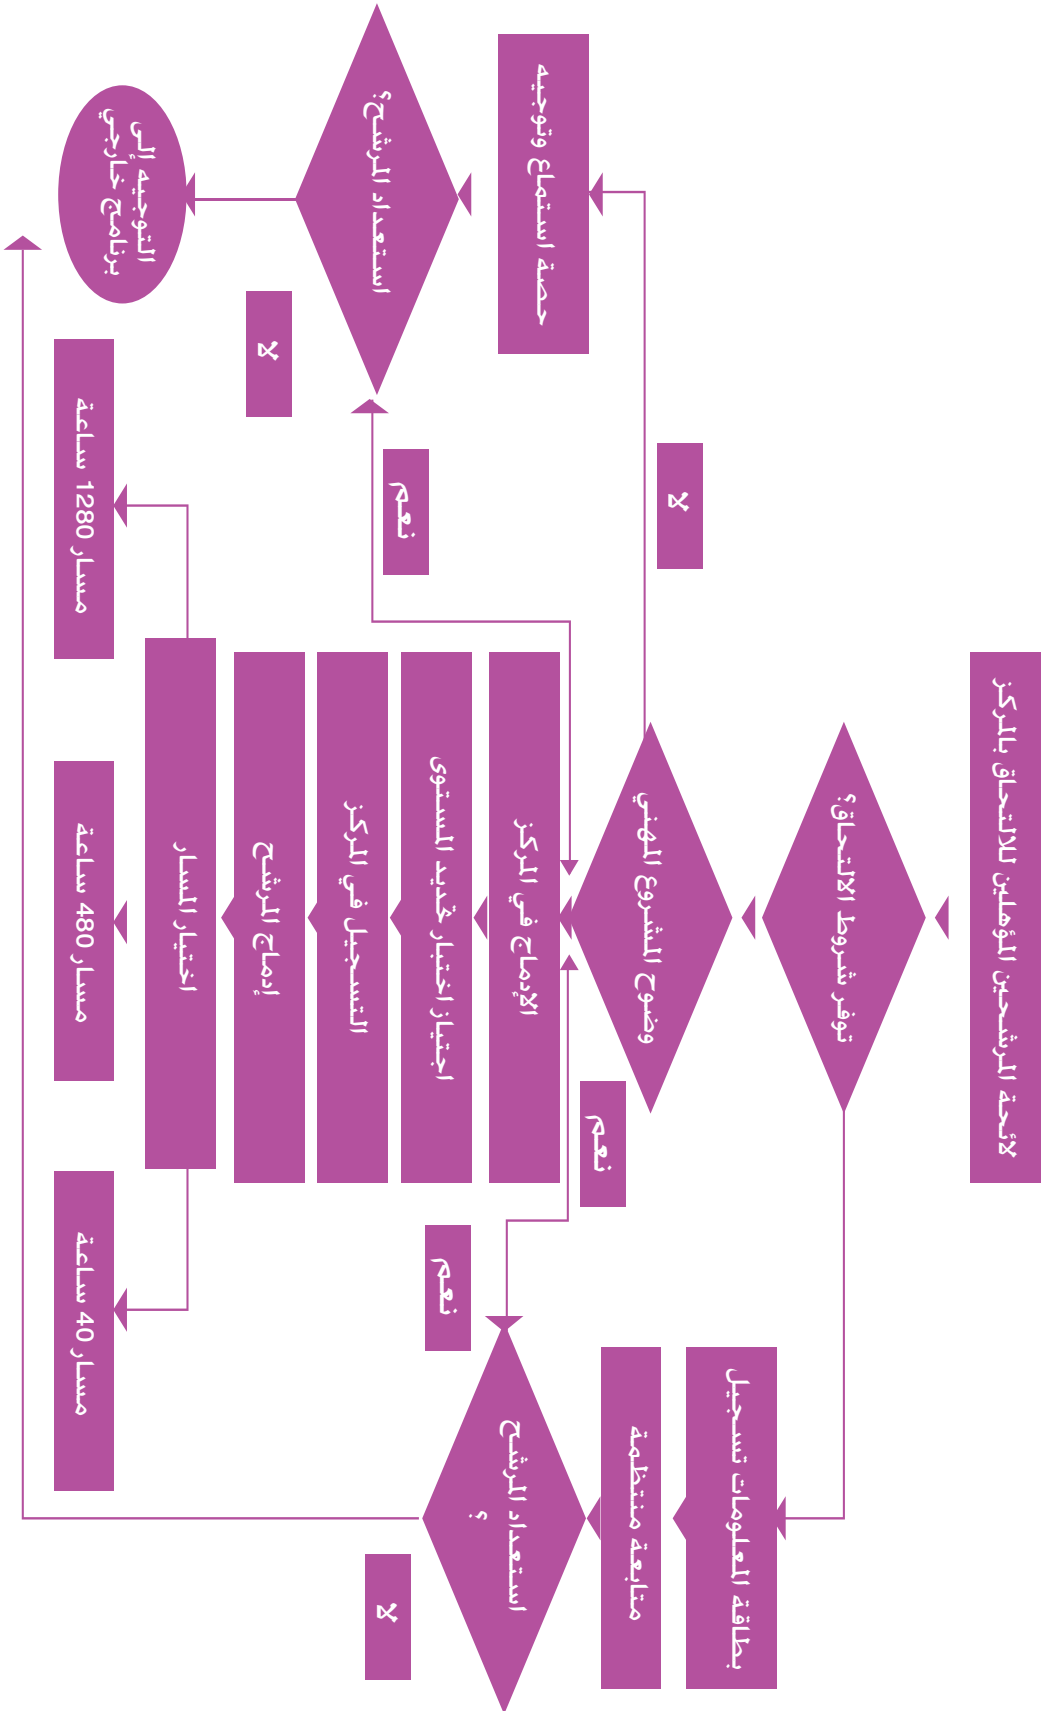 لائحة المرشحين المؤهلين للالتحاق بالمركز
توفر شروط الالتحاق؟
بطاقة المعلومات تسجيل
متابعة منتظمة
استعداد المرشح
؟
نعم
لا
وضوح المشروع المهني
نعم
لا
حصة استماع وتوجيه
استعداد المرشح؟
نعم
لا
التوجيه إلى
برنامج خارجي
الإدماج في المركز
اجتياز اختبار تحديد المستوى
التسجيل في المركز
إدماج المرشح
اختيار المسار
مسار 40 ساعة
مسار 480 ساعة
مسار 1280 ساعة